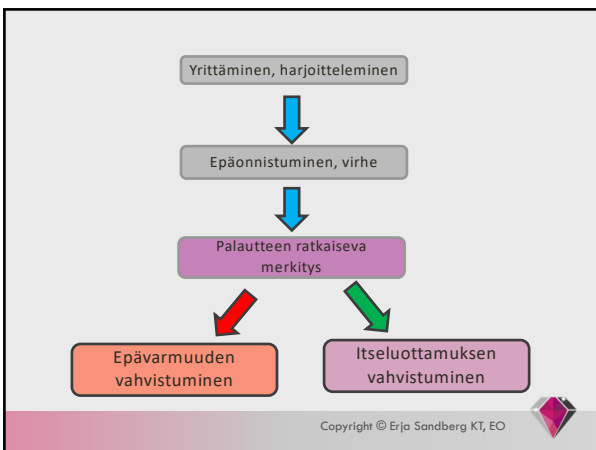 Yrittäminen, harjoitteleminen
Epäonnistuminen, virhe
Palautteen ratkaiseva
merkitys
Epävarmuuden
vahvistuminen
Itseluottamuksen
vahvistuminen
Copyright © Erja Sandberg KT, EO